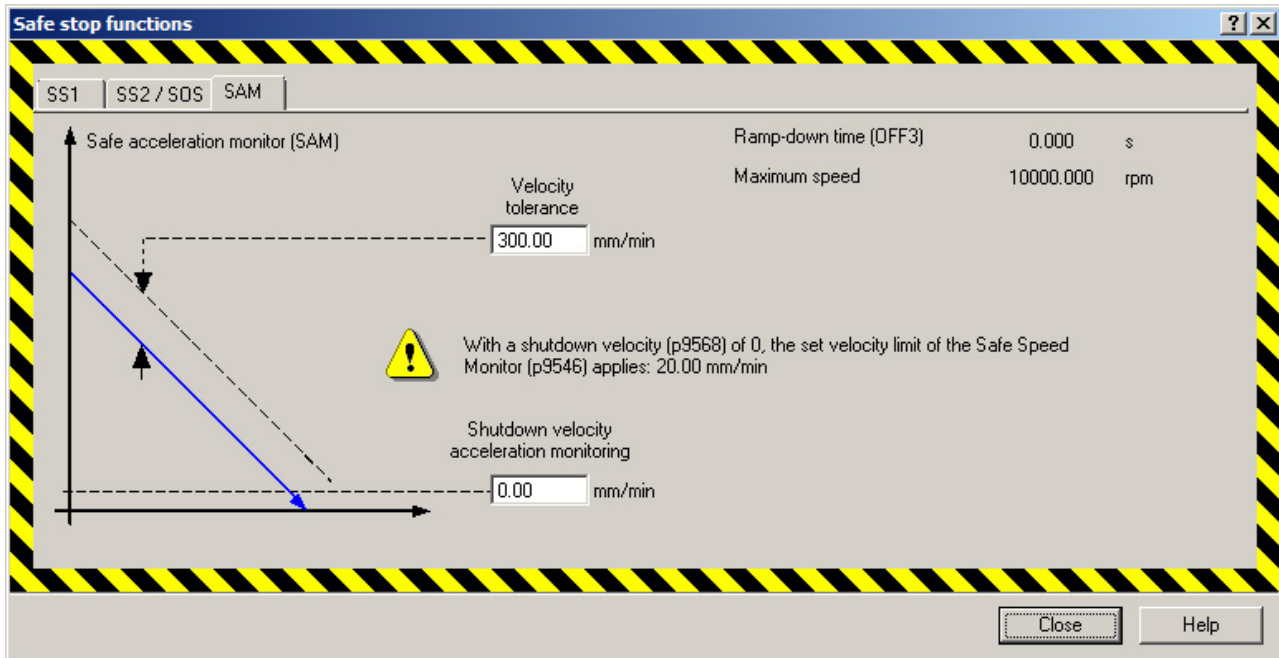 Safe stop functions
SS1
SS2 / SOS
SAM
Safe acceleration monitor (SAM)
Ramp-down time (OFF3) 0.000 s
Maximum speed 10000.000 rpm
Velocity
tolerance
300.00 mm/min
With a shutdown velocity (p9568) of 0, the set velocity limit of the Safe Speed
Monitor (p9546) applies: 20.00 mm/min
Shutdown velocity
acceleration monitoring
0.00 mm/min
Close
Help